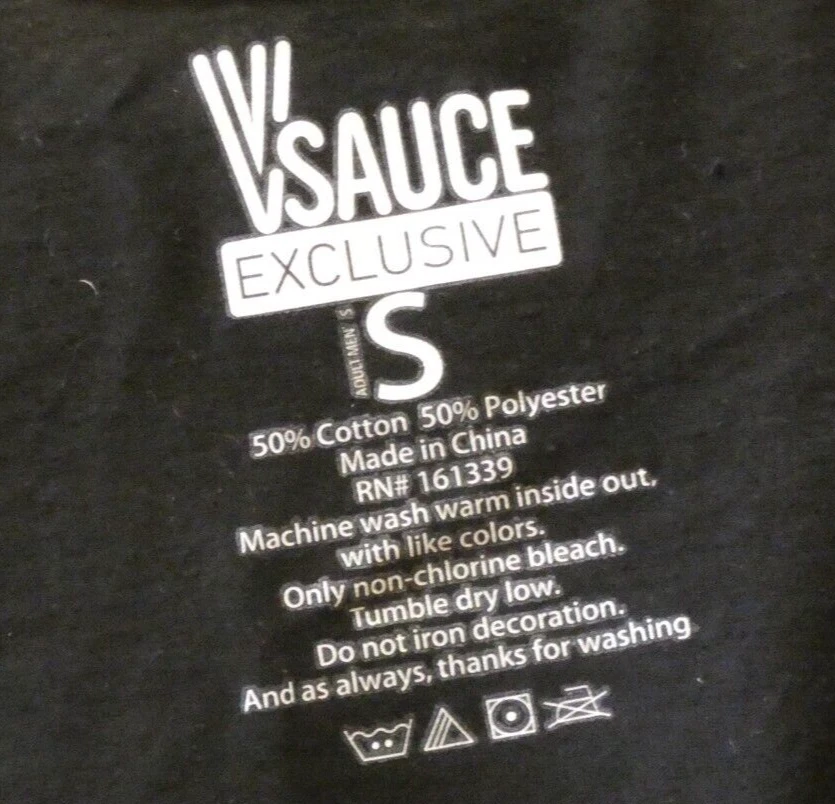 VSAUCE
EXCLUSIVE
ADULT MEN'S
S
50% Cotton 50% Polyester
Made in China
RN# 161339
Machine wash warm inside out,
with like colors.
Only non-chlorine bleach.
Tumble dry low.
Do not iron decoration.
And as always, thanks for washing